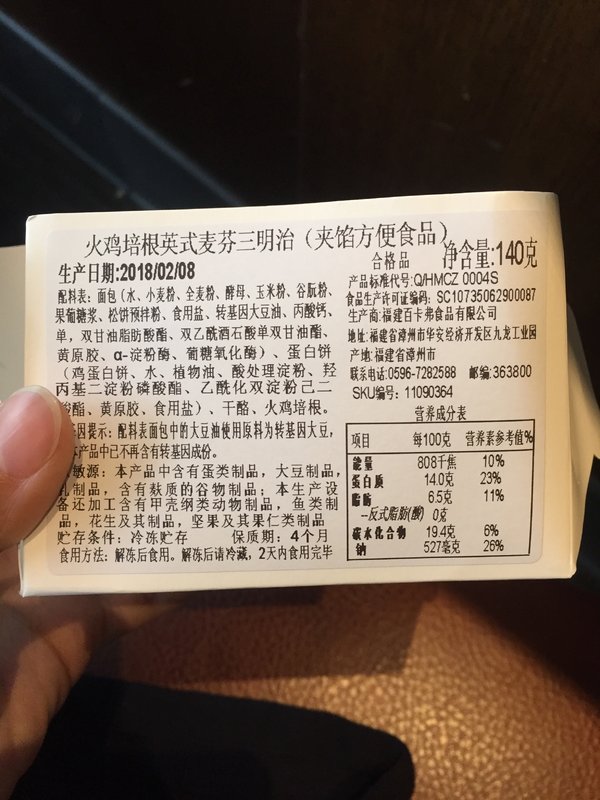 火鸡培根英式麦芬三明治（夹馅方便食品）
合格品 净含量:140克
生产日期:2018/02/08
配料表：面包（水、小麦粉、全麦粉、酵母、玉米粉、谷朊粉、
果葡糖浆、松饼预拌粉、食用盐、转基因大豆油、丙酸钙、
单，双甘油脂肪酸酯、双乙酰酒石酸单双甘油酯、
黄原胶、α-淀粉酶、葡糖氧化酶）、蛋白饼
（鸡蛋白饼、水、植物油、酸处理淀粉、羟
丙基二淀粉磷酸酯、乙酰化双淀粉己二
酸酯、黄原胶、食用盐）、干酪、火鸡培根。
因提示：配料表面包中的大豆油使用原料为转基因大豆，
产品中已不再含有转基因成份。
敏源：本产品中含有蛋类制品，大豆制品，
乳制品，含有麸质的谷物制品；本生产设
备还加工含有甲壳纲类动物制品，鱼类制
品，花生及其制品，坚果及其果仁类制品
贮存条件：冷冻贮存 保质期：4个月
食用方法：解冻后食用。解冻后请冷藏，2天内食用完毕
产品标准代号:Q/HMCZ 0004S
食品生产许可证编码：SC10735062900087
生产商:福建百卡弗食品有限公司
地址:福建省漳州市华安经济开发区九龙工业园
产地:福建省漳州市
联系电话:0596-7282588 邮编:363800
SKU编号：11090364
营养成分表
项目 每100克 营养素参考值%
能量 808千焦 10%
蛋白质 14.0克 23%
脂肪 6.5克 11%
--反式脂肪(酸) 0克
碳水化合物 19.4克 6%
钠 527毫克 26%